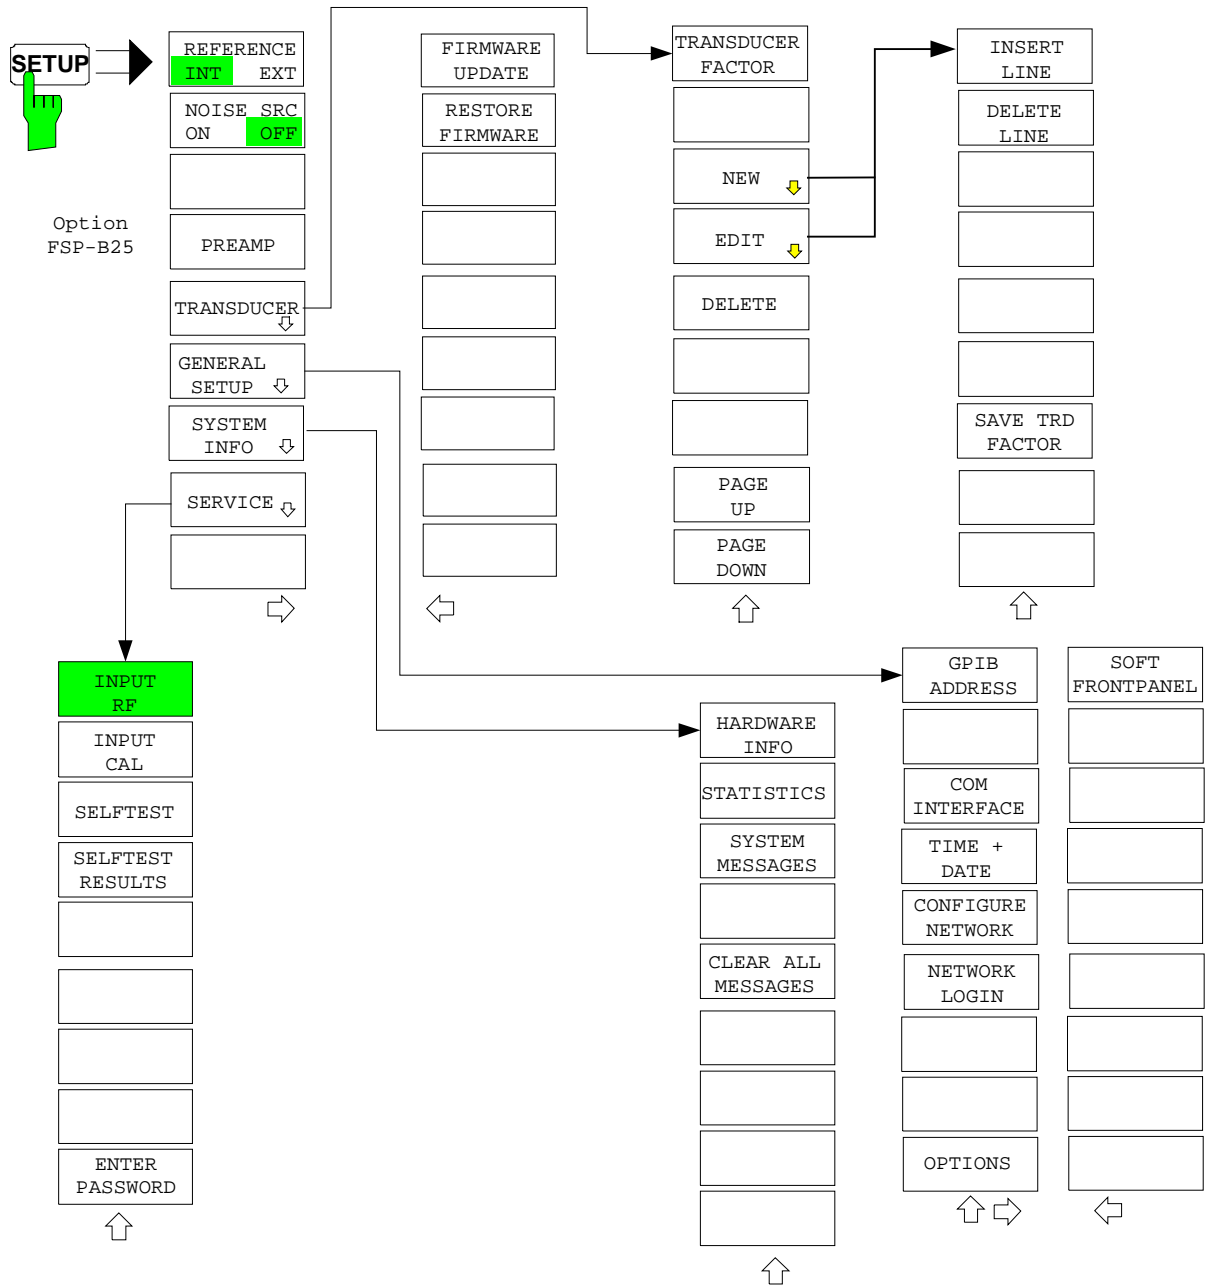 SETUP
REFERENCE
INT EXT
NOISE SRC
ON OFF
Option
FSP-B25
PREAMP
TRANSDUCER
GENERAL
SETUP
SYSTEM
INFO
SERVICE
FIRMWARE
UPDATE
RESTORE
FIRMWARE
TRANSDUCER
FACTOR
NEW
EDIT
DELETE
PAGE
UP
PAGE
DOWN
INSERT
LINE
DELETE
LINE
SAVE TRD
FACTOR
INPUT
RF
INPUT
CAL
SELFTEST
SELFTEST
RESULTS
ENTER
PASSWORD
HARDWARE
INFO
STATISTICS
SYSTEM
MESSAGES
CLEAR ALL
MESSAGES
GPIB
ADDRESS
COM
INTERFACE
TIME +
DATE
CONFIGURE
NETWORK
NETWORK
LOGIN
OPTIONS
SOFT
FRONTPANEL